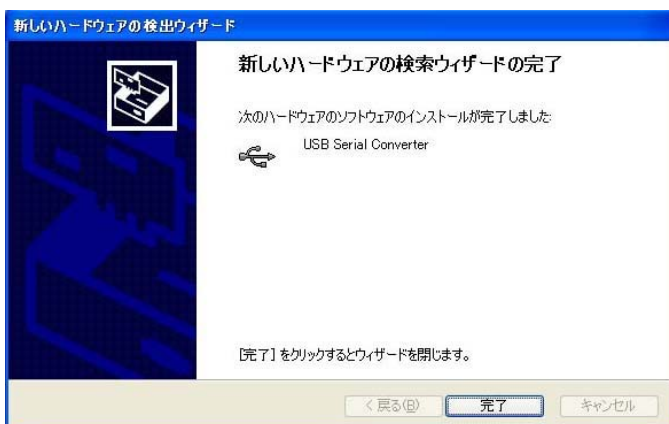 新しいハードウェアの検出ウィザード
新しいハードウェアの検索ウィザードの完了
次のハードウェアのソフトウェアのインストールが完了しました:
USB Serial Converter
[完了] をクリックするとウィザードを閉じます。
< 戻る(B) 完了 キャンセル